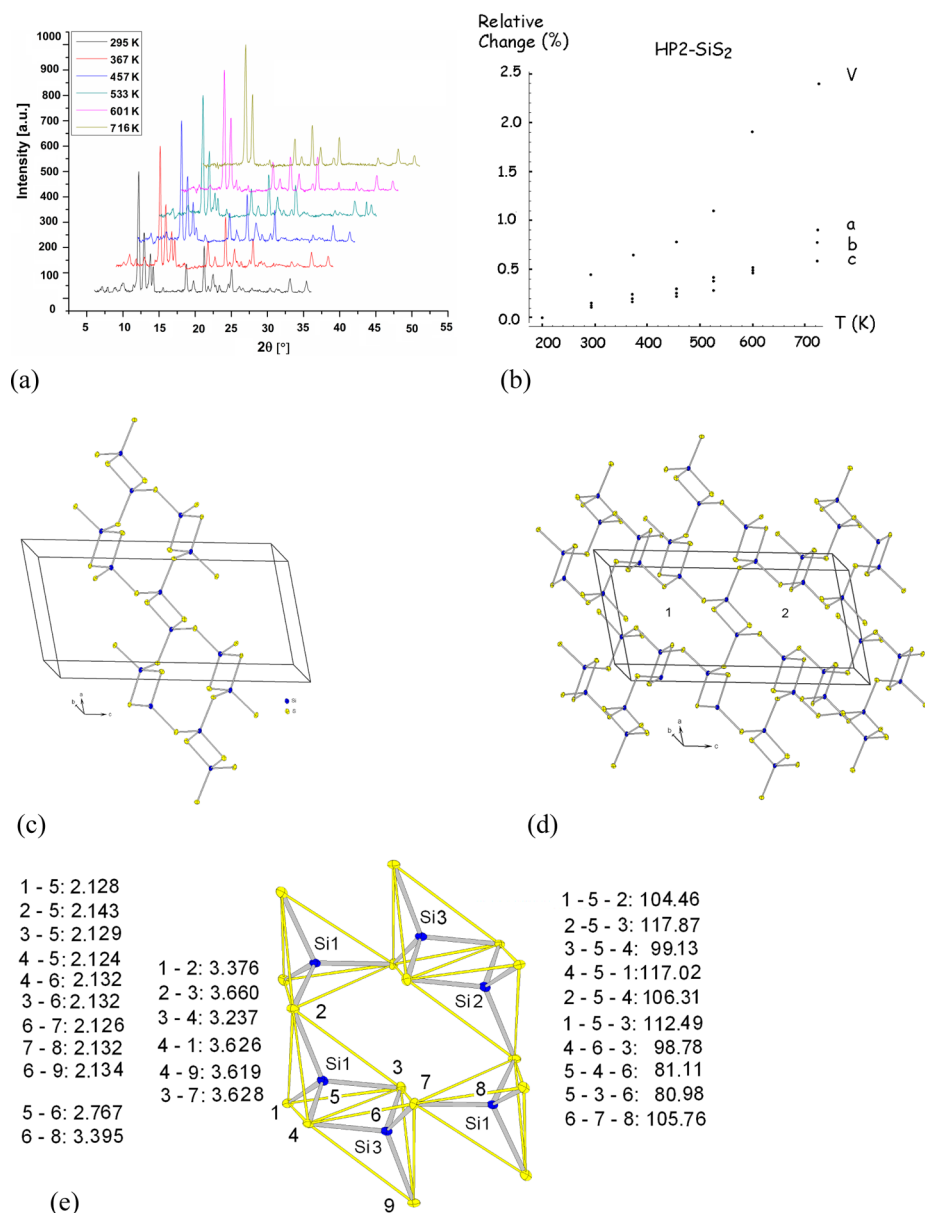 1000
900
800
700
600
500
400
300
200
100
0
Intensity [a.u.]
295 K
367 K
457 K
533 K
601 K
716 K
5
10
15
20
25
30
35
40
45
50
55
2θ [°]
(a)
Relative
Change (%)
HP2-SiS2
2.5
2.0
1.5
1.0
0.5
0.0
V
a
b
c
T (K)
200
300
400
500
600
700
(b)
a
b
c
Si
S
(c)
1
2
a
b
c
(d)
1 - 5: 2.128
2 - 5: 2.143
3 - 5: 2.129
4 - 5: 2.124
4 - 6: 2.132
3 - 6: 2.132
6 - 7: 2.126
7 - 8: 2.132
6 - 9: 2.134
5 - 6: 2.767
6 - 8: 3.395
1 - 2: 3.376
2 - 3: 3.660
3 - 4: 3.237
4 - 1: 3.626
4 - 9: 3.619
3 - 7: 3.628
Si3
Si1
Si2
2
Si1
3
7
8
5
1
6
4
Si1
Si3
9
1 - 5 - 2: 104.46
2 -5 - 3: 117.87
3 - 5 - 4: 99.13
4 - 5 - 1:117.02
2 - 5 - 4: 106.31
1 - 5 - 3: 112.49
4 - 6 - 3: 98.78
5 - 4 - 6: 81.11
5 - 3 - 6: 80.98
6 - 7 - 8: 105.76
(e)